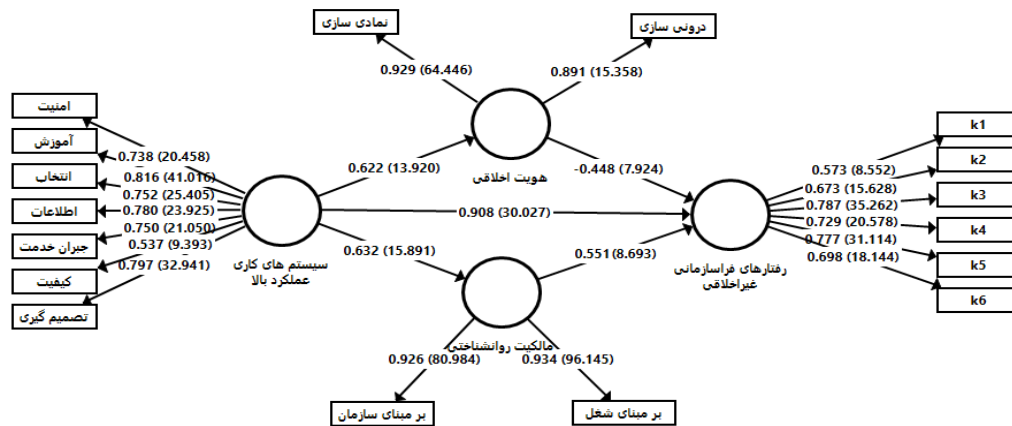 نمادی سازی
درونی سازی
0.929 (64.446)
0.891 (15.358)
امنیت
آموزش
انتخاب
اطلاعات
جبران خدمت
کیفیت
تصمیم گیری
0.738 (20.458)
0.816 (41.016)
0.752 (25.405)
0.780 (23.925)
0.750 (21.050)
0.537 (9.393)
0.797 (32.941)
سیستم های کاری
عملکرد بالا
0.622 (13.920)
هویت اخلاقی
-0.448 (7.924)
0.908 (30.027)
0.632 (15.891)
0.551 (8.693)
مالکیت روانشناختی
رفتارهای فراسازمانی
غیراخلاقی
0.573 (8.552)
0.673 (15.628)
0.787 (35.262)
0.729 (20.578)
0.777 (31.114)
0.698 (18.144)
k1
k2
k3
k4
k5
k6
0.926 (80.984)
0.934 (96.145)
بر مبنای سازمان
بر مبنای شغل